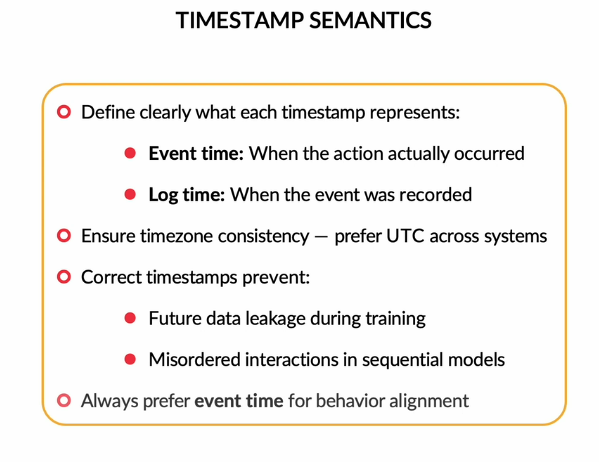 TIMESTAMP SEMANTICS
Define clearly what each timestamp represents:
Event time: When the action actually occurred
Log time: When the event was recorded
Ensure timezone consistency — prefer UTC across systems
Correct timestamps prevent:
Future data leakage during training
Misordered interactions in sequential models
Always prefer event time for behavior alignment